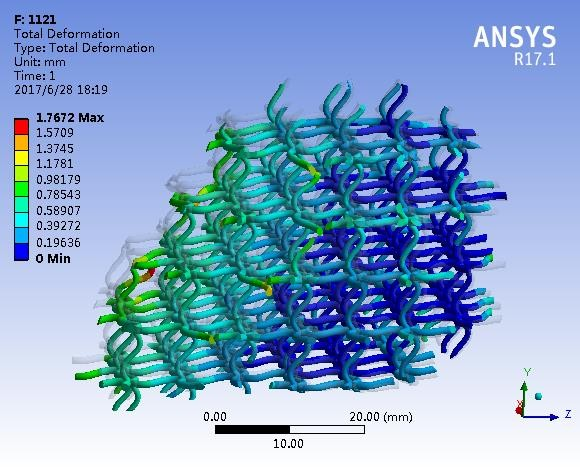 F: 1121
Total Deformation
Type: Total Deformation
Unit: mm
Time: 1
2017/6/28 18:19
ANSYS
R17.1
1.7672 Max
1.5709
1.3745
1.1781
0.98179
0.78543
0.58907
0.39272
0.19636
0 Min
0.00
20.00 (mm)
10.00
Y
X
Z